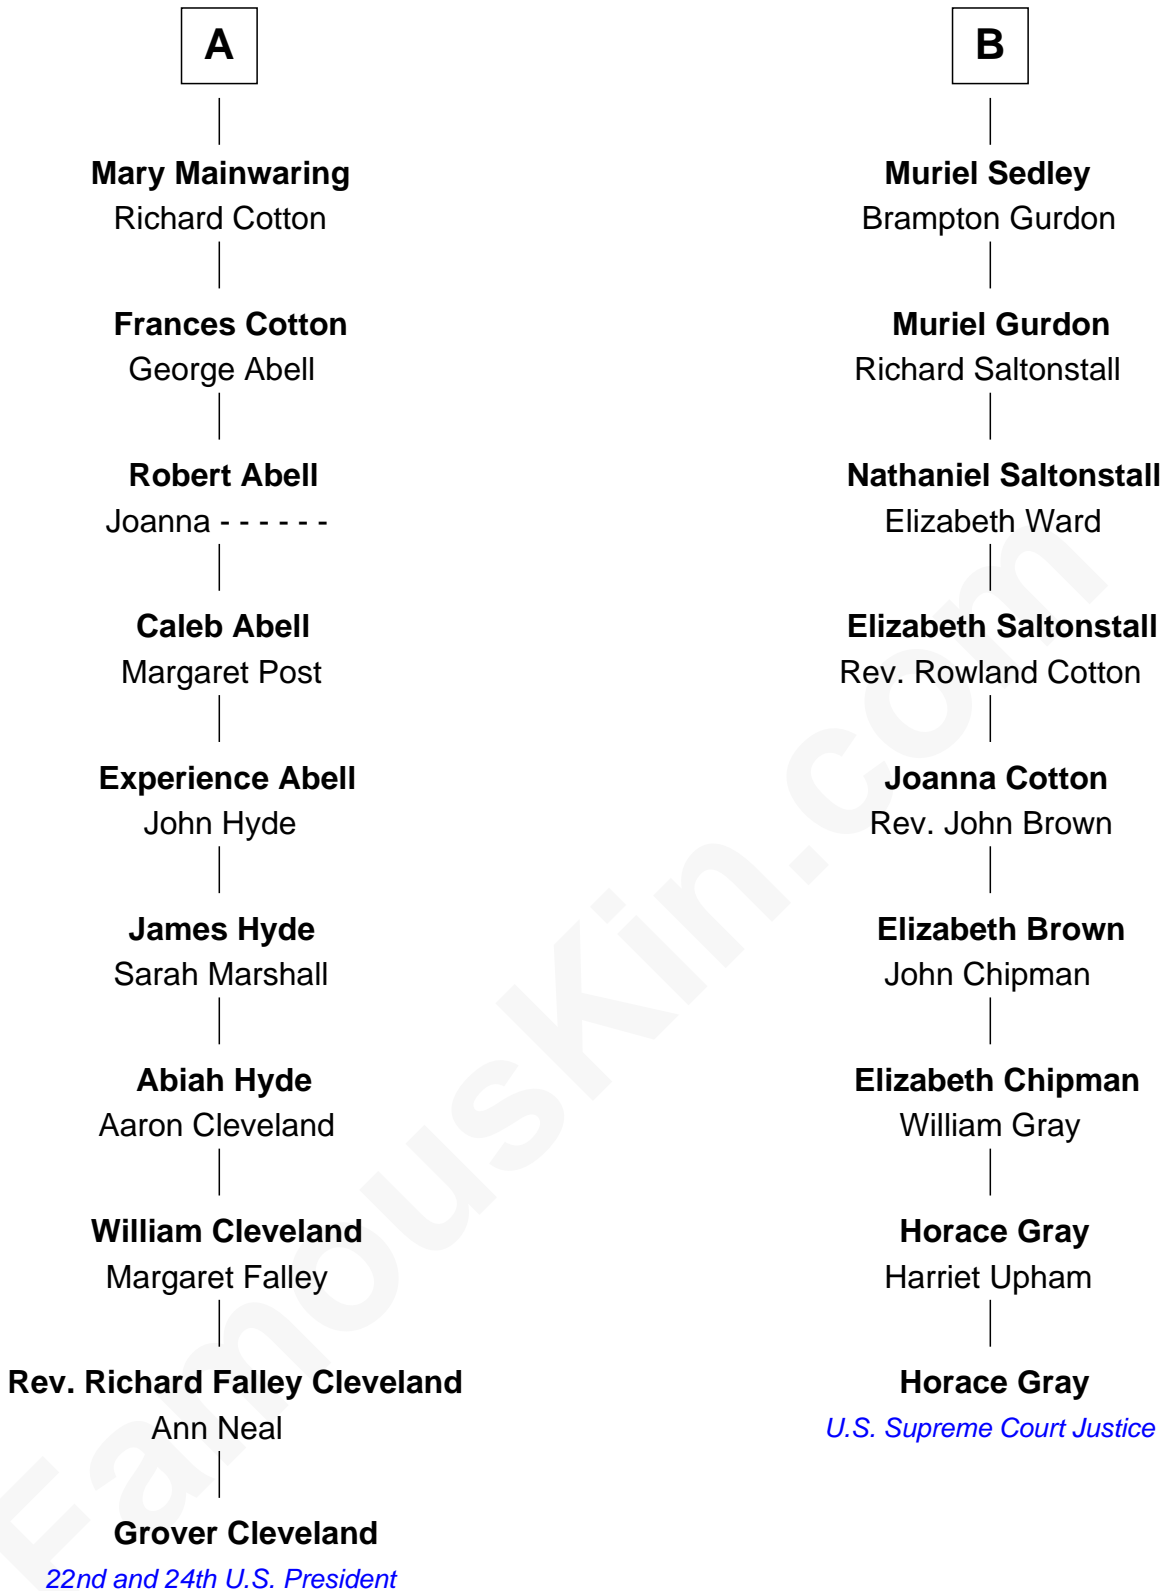 A
Mary Mainwaring
Richard Cotton
Frances Cotton
George Abell
Robert Abell
Joanna - - - - - -
Caleb Abell
Margaret Post
Experience Abell
John Hyde
James Hyde
Sarah Marshall
Abiah Hyde
Aaron Cleveland
William Cleveland
Margaret Falley
Rev. Richard Falley Cleveland
Ann Neal
Grover Cleveland
22nd and 24th U.S. President
B
Muriel Sedley
Brampton Gurdon
Muriel Gurdon
Richard Saltonstall
Nathaniel Saltonstall
Elizabeth Ward
Elizabeth Saltonstall
Rev. Rowland Cotton
Joanna Cotton
Rev. John Brown
Elizabeth Brown
John Chipman
Elizabeth Chipman
William Gray
Horace Gray
Harriet Upham
Horace Gray
U.S. Supreme Court Justice
FamousKin.com